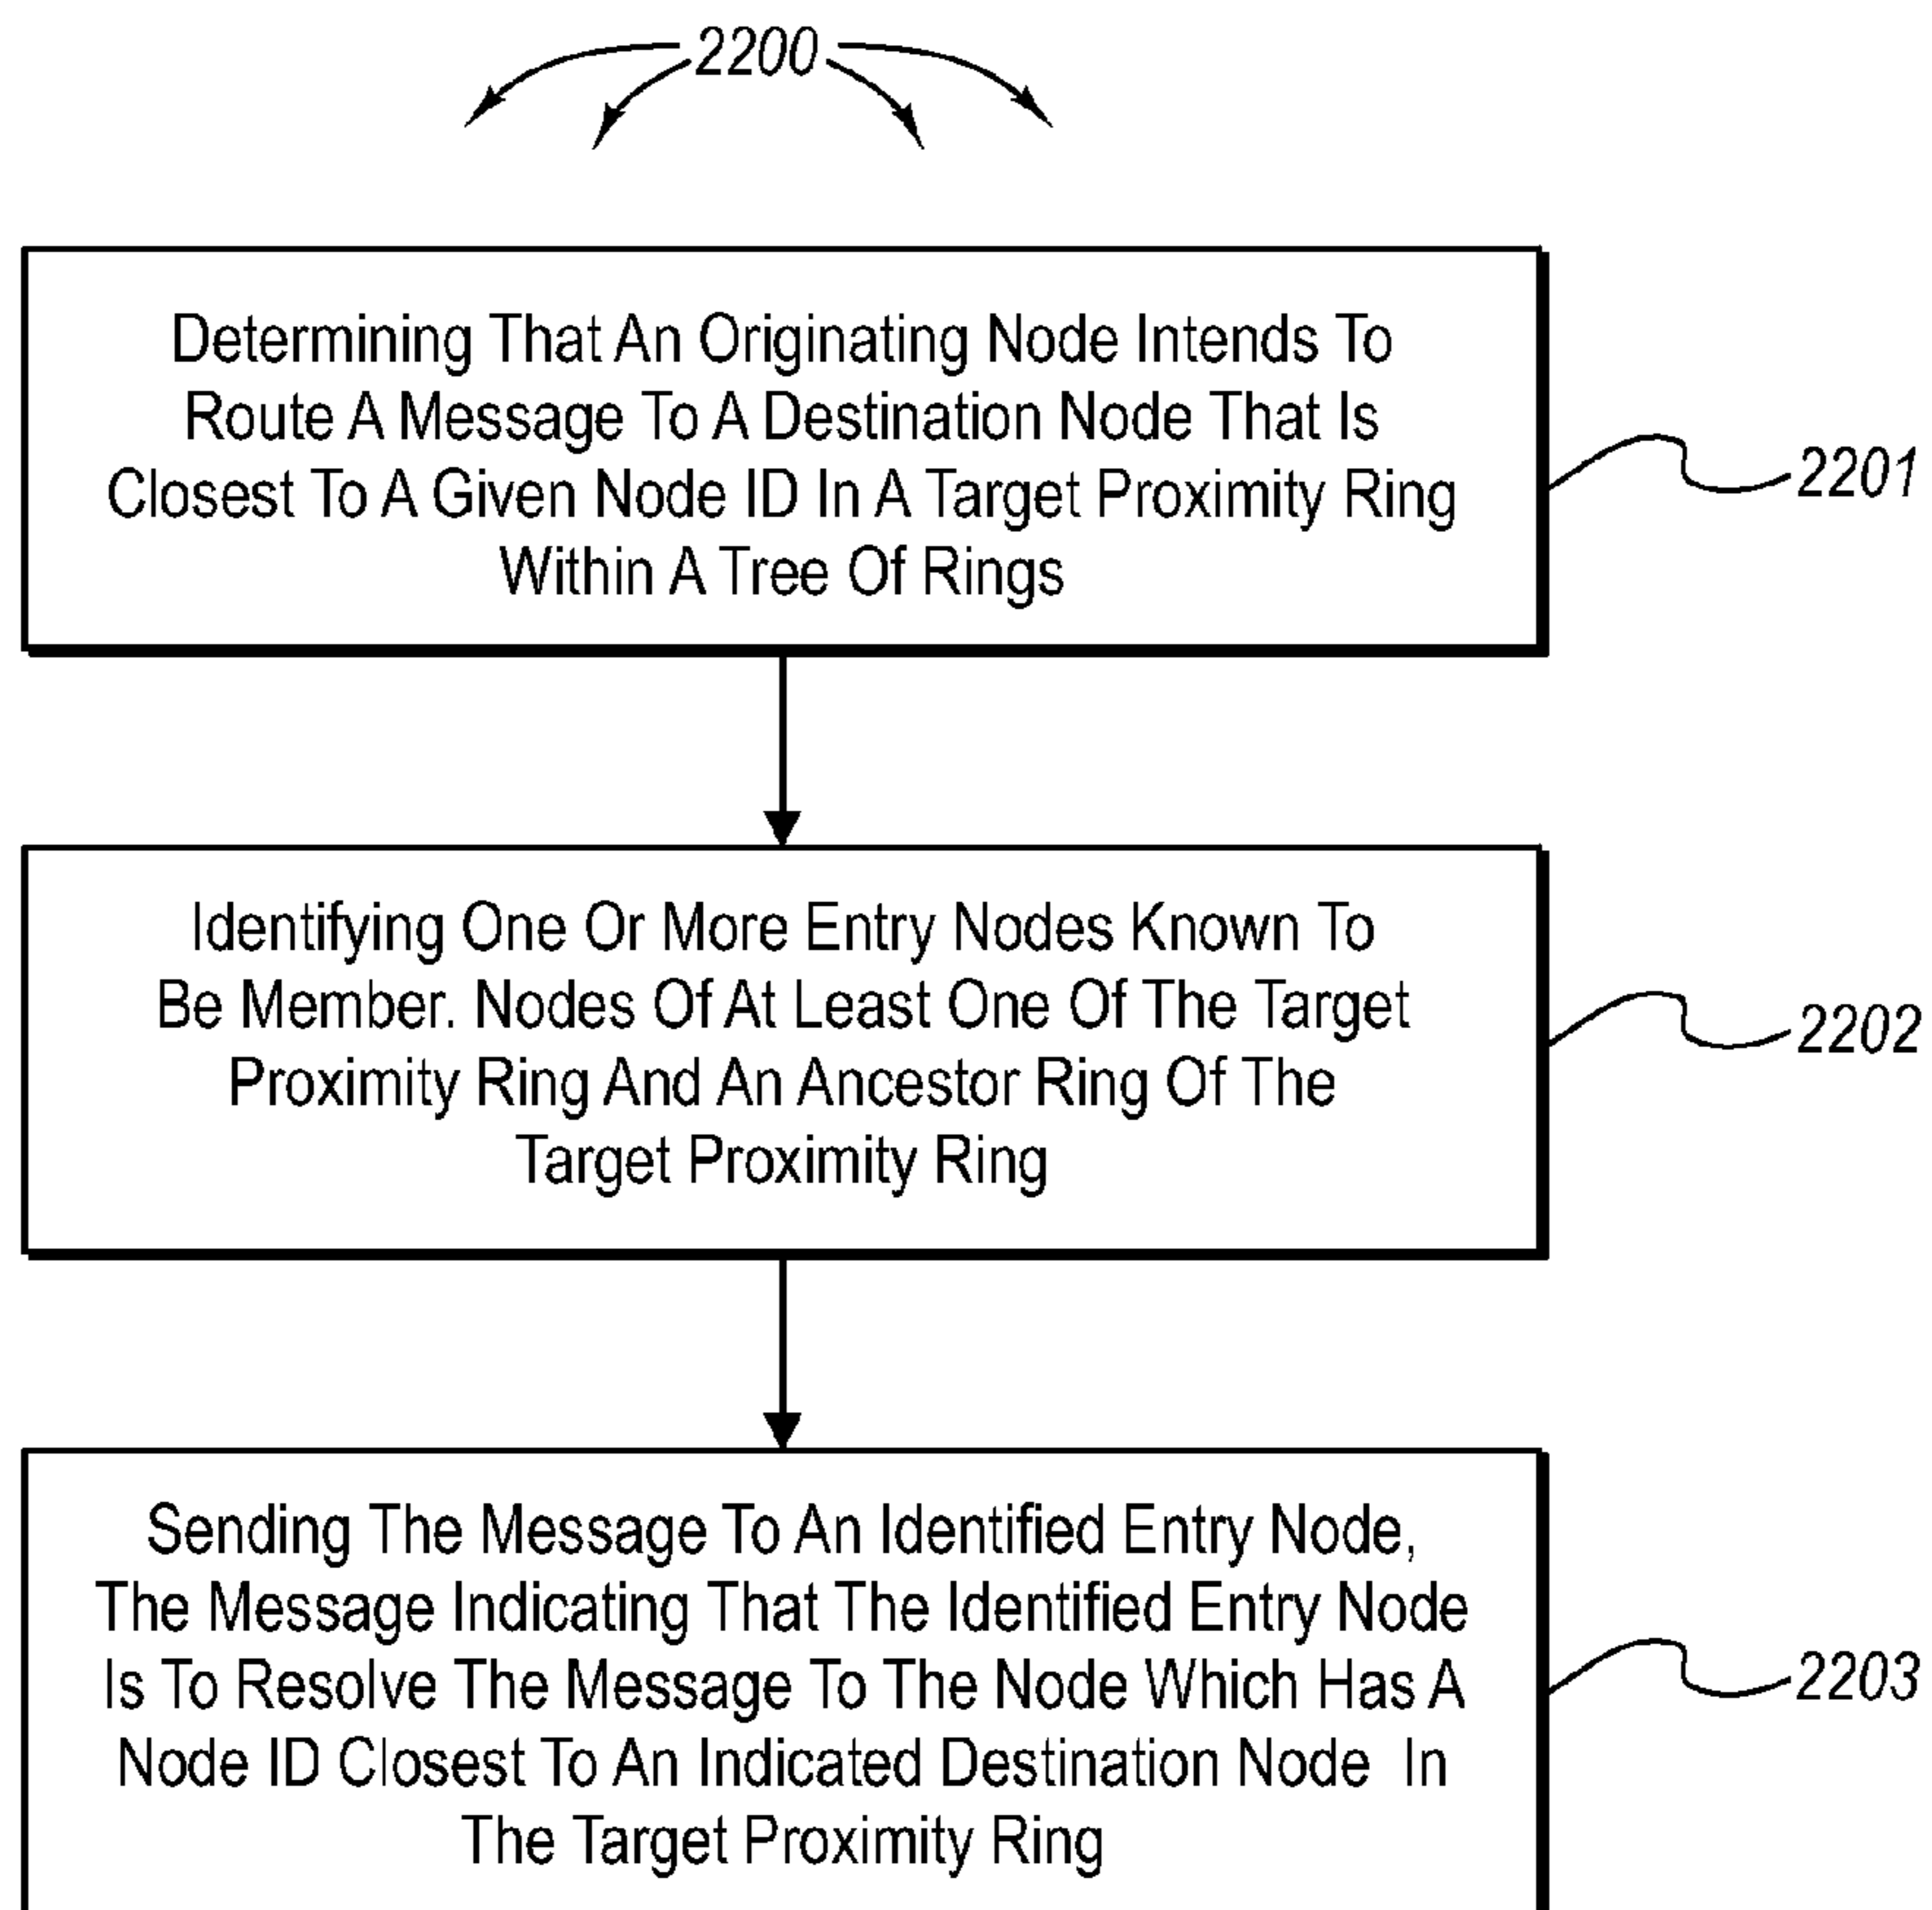 2200
Determining That An Originating Node Intends To
Route A Message To A Destination Node That Is
Closest To A Given Node ID In A Target Proximity Ring
Within A Tree Of Rings
2201
Identifying One Or More Entry Nodes Known To
Be Member. Nodes Of At Least One Of The Target
Proximity Ring And An Ancestor Ring Of The
Target Proximity Ring
2202
Sending The Message To An Identified Entry Node,
The Message Indicating That The Identified Entry Node
Is To Resolve The Message To The Node Which Has A
Node ID Closest To An Indicated Destination Node In
The Target Proximity Ring
2203